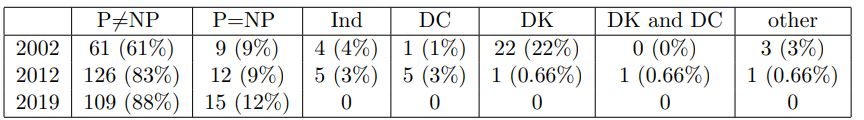 P≠NP P=NP Ind DC DK DK and DC other
2002 61 (61%) 9 (9%) 4 (4%) 1 (1%) 22 (22%) 0 (0%) 3 (3%)
2012 126 (83%) 12 (9%) 5 (3%) 5 (3%) 1 (0.66%) 1 (0.66%) 1 (0.66%)
2019 109 (88%) 15 (12%) 0 0 0 0 0